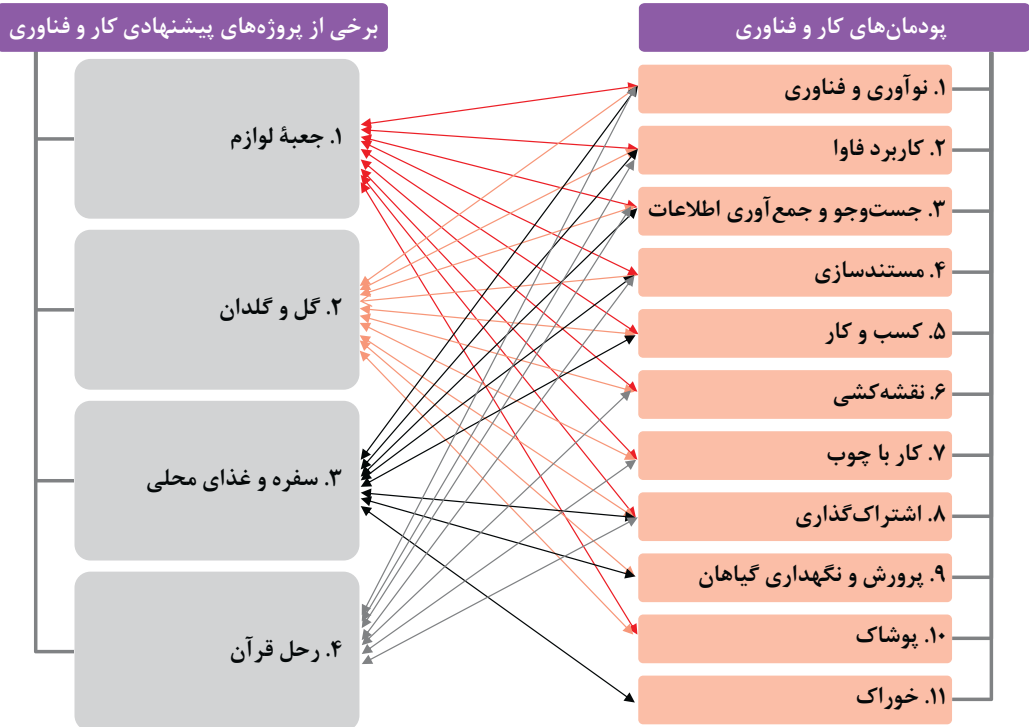 پودمان‌های کار و فناوری
۱. نوآوری و فناوری
۲. کاربرد فاوا
۳. جست‌وجو و جمع‌آوری اطلاعات
۴. مستندسازی
۵. کسب و کار
۶. نقشه‌کشی
۷. کار با چوب
۸. اشتراک‌گذاری
۹. پرورش و نگهداری گیاهان
۱۰. پوشاک
۱۱. خوراک
برخی از پروژه‌های پیشنهادی کار و فناوری
۱. جعبهٔ لوازم
۲. گل و گلدان
۳. سفره و غذای محلی
۴. رحل قرآن